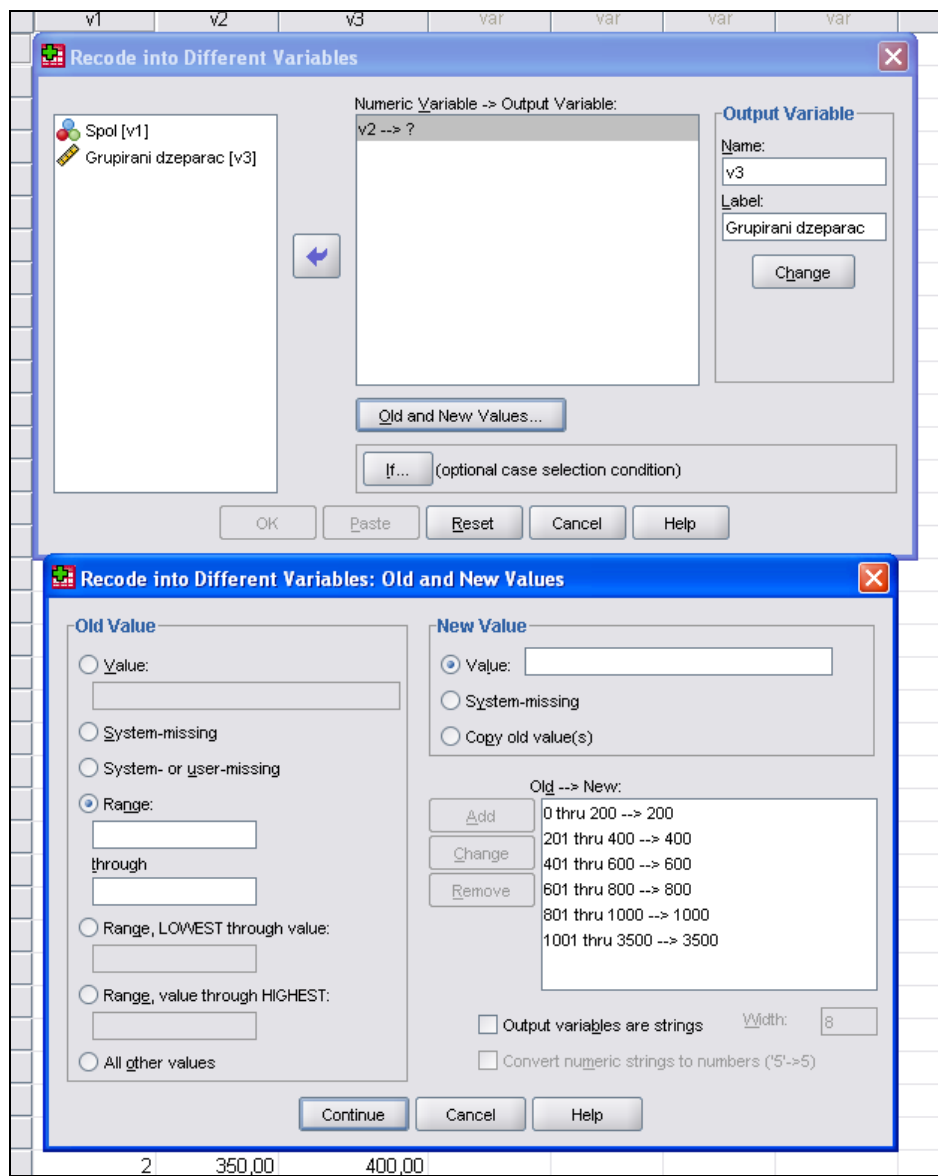 v1 v2 v3 var var var var
Recode into Different Variables
Numeric Variable -> Output Variable:
Spol [v1]
Grupirani dzeparac [v3]
v2 --> ?
Output Variable
Name:
v3
Label:
Grupirani dzeparac
Change
Old and New Values...
If... (optional case selection condition)
OK Paste Reset Cancel Help
Recode into Different Variables: Old and New Values
Old Value
Value:
System-missing
System- or user-missing
Range:
through
Range, LOWEST through value:
Range, value through HIGHEST:
All other values
New Value
Value:
System-missing
Copy old value(s)
Old --> New:
Add
Change
Remove
0 thru 200 --> 200
201 thru 400 --> 400
401 thru 600 --> 600
601 thru 800 --> 800
801 thru 1000 --> 1000
1001 thru 3500 --> 3500
Output variables are strings Width: 8
Convert numeric strings to numbers ('5'->5)
Continue Cancel Help
2 350,00 400,00